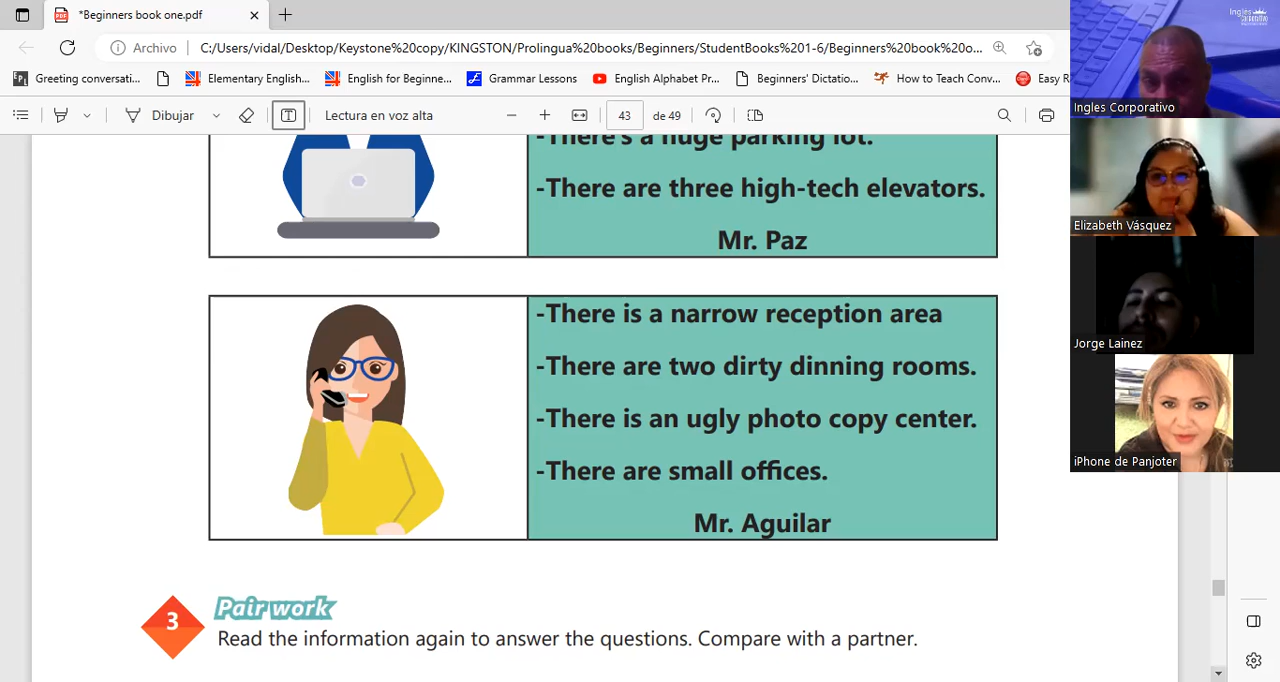 *Beginners book one.pdf
Ingles
Corporativo
Archivo
C:/Users/vidal/Desktop/Keystone%20copy/KINGSTON/Prolingua%20books/Beginners/StudentBooks%201-6/Beginners%20book%20o...
Greeting conversati...
Elementary English...
English for Beginne...
Grammar Lessons
English Alphabet Pr...
Beginners' Dictatio...
How to Teach Conv...
Easy R
Ingles Corporativo
Dibujar
Lectura en voz alta
43
de 49
-There's a huge parking lot.
-There are three high-tech elevators.
Mr. Paz
Elizabeth Vásquez
-There is a narrow reception area
-There are two dirty dinning rooms.
Jorge Lainez
-There is an ugly photo copy center.
-There are small offices.
iPhone de Panjoter
Mr. Aguilar
3
Pair work
Read the information again to answer the questions. Compare with a partner.